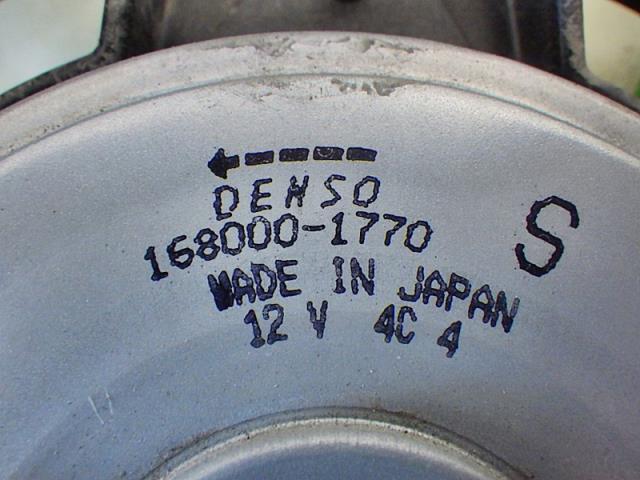 DENSO
168000-1770
S
MADE IN JAPAN
12 V 4C 4